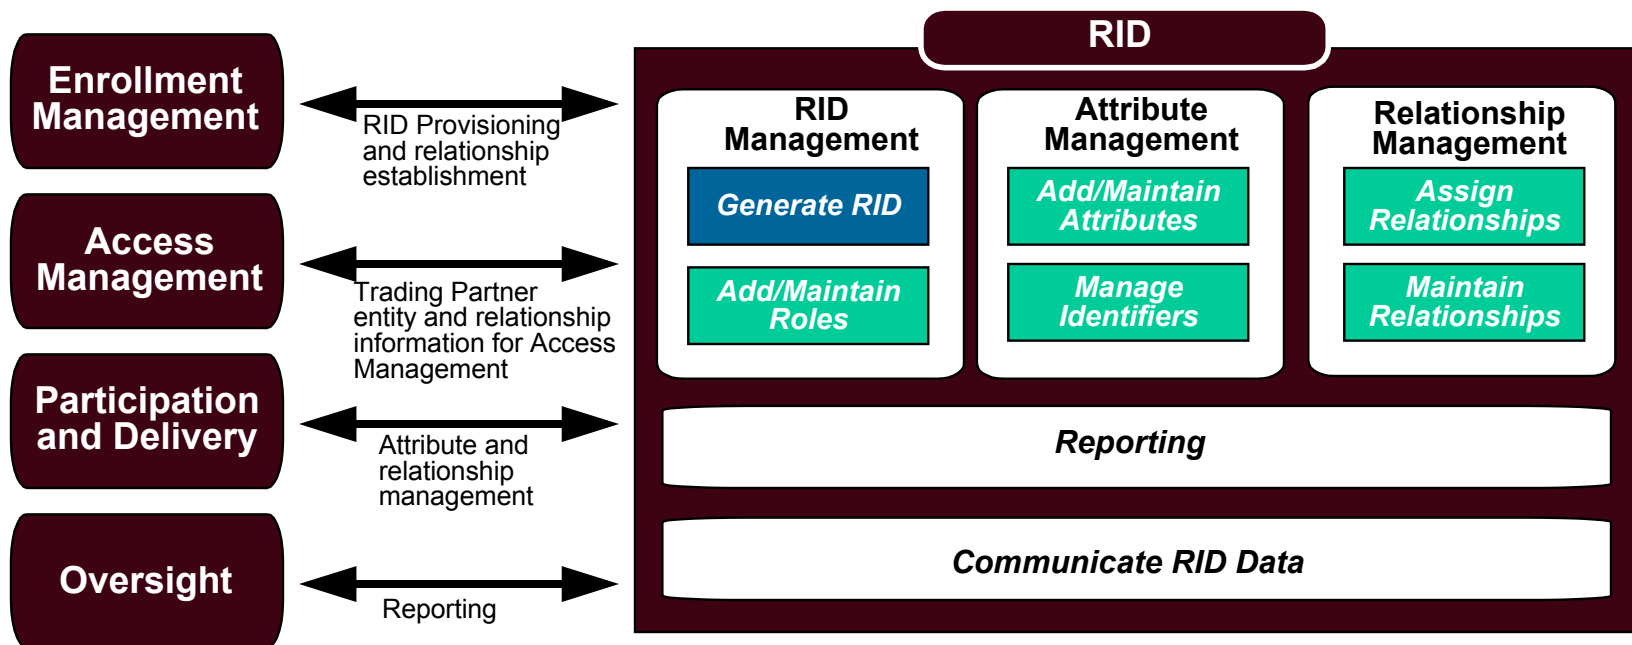 Enrollment
Management
RID Provisioning
and relationship
establishment
Access
Management
Trading Partner
entity and relationship
information for Access
Management
Participation
and Delivery
Attribute and
relationship
management
Oversight
Reporting
RID
RID
Management
Generate RID
Add/Maintain
Roles
Attribute
Management
Add/Maintain
Attributes
Manage
Identifiers
Relationship
Management
Assign
Relationships
Maintain
Relationships
Reporting
Communicate RID Data